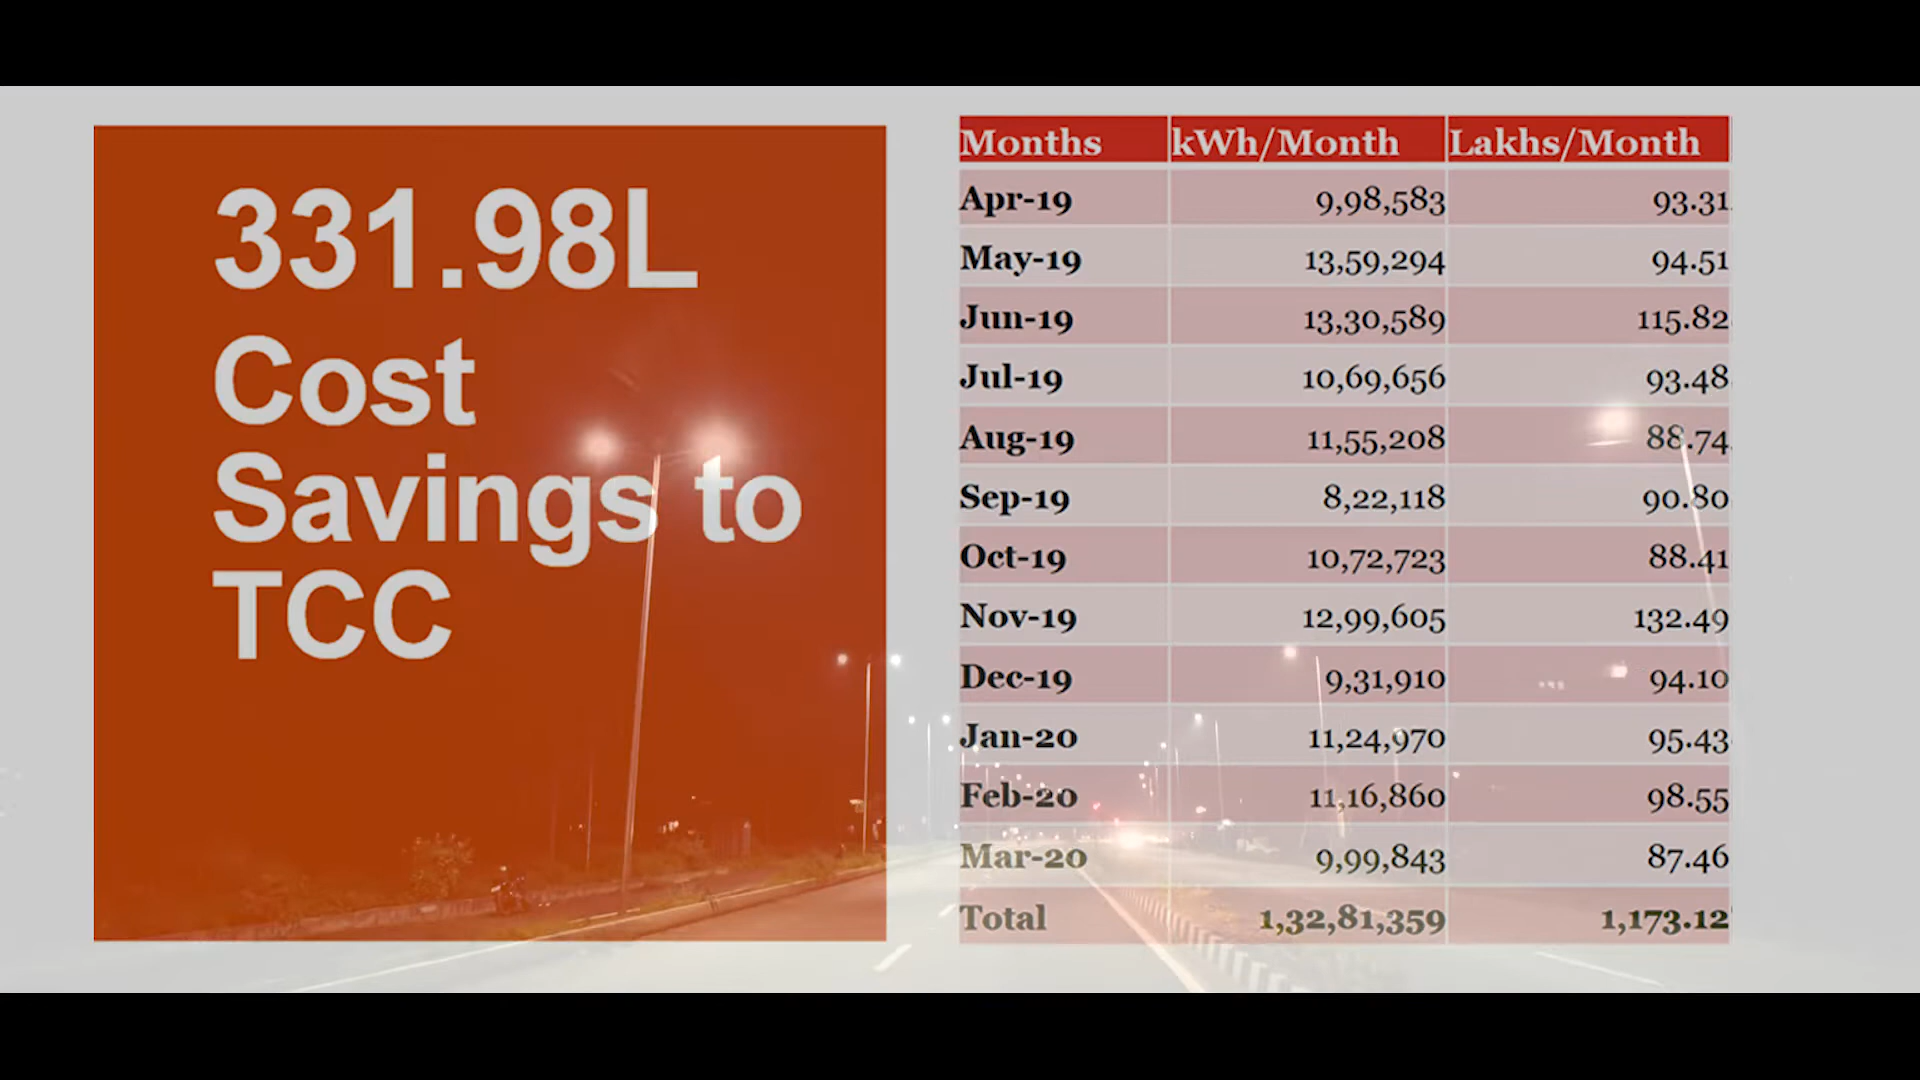 331.98L
Cost
Savings to
TCC
Months kWh/Month Lakhs/Month
Apr-19 9,98,583 93.31
May-19 13,59,294 94.51
Jun-19 13,30,589 115.82
Jul-19 10,69,656 93.48
Aug-19 11,55,208 88.74
Sep-19 8,22,118 90.80
Oct-19 10,72,723 88.41
Nov-19 12,99,605 132.49
Dec-19 9,31,910 94.10
Jan-20 11,24,970 95.43
Feb-20 11,16,860 98.55
Mar-20 9,99,843 87.46
Total 1,32,81,359 1,173.12